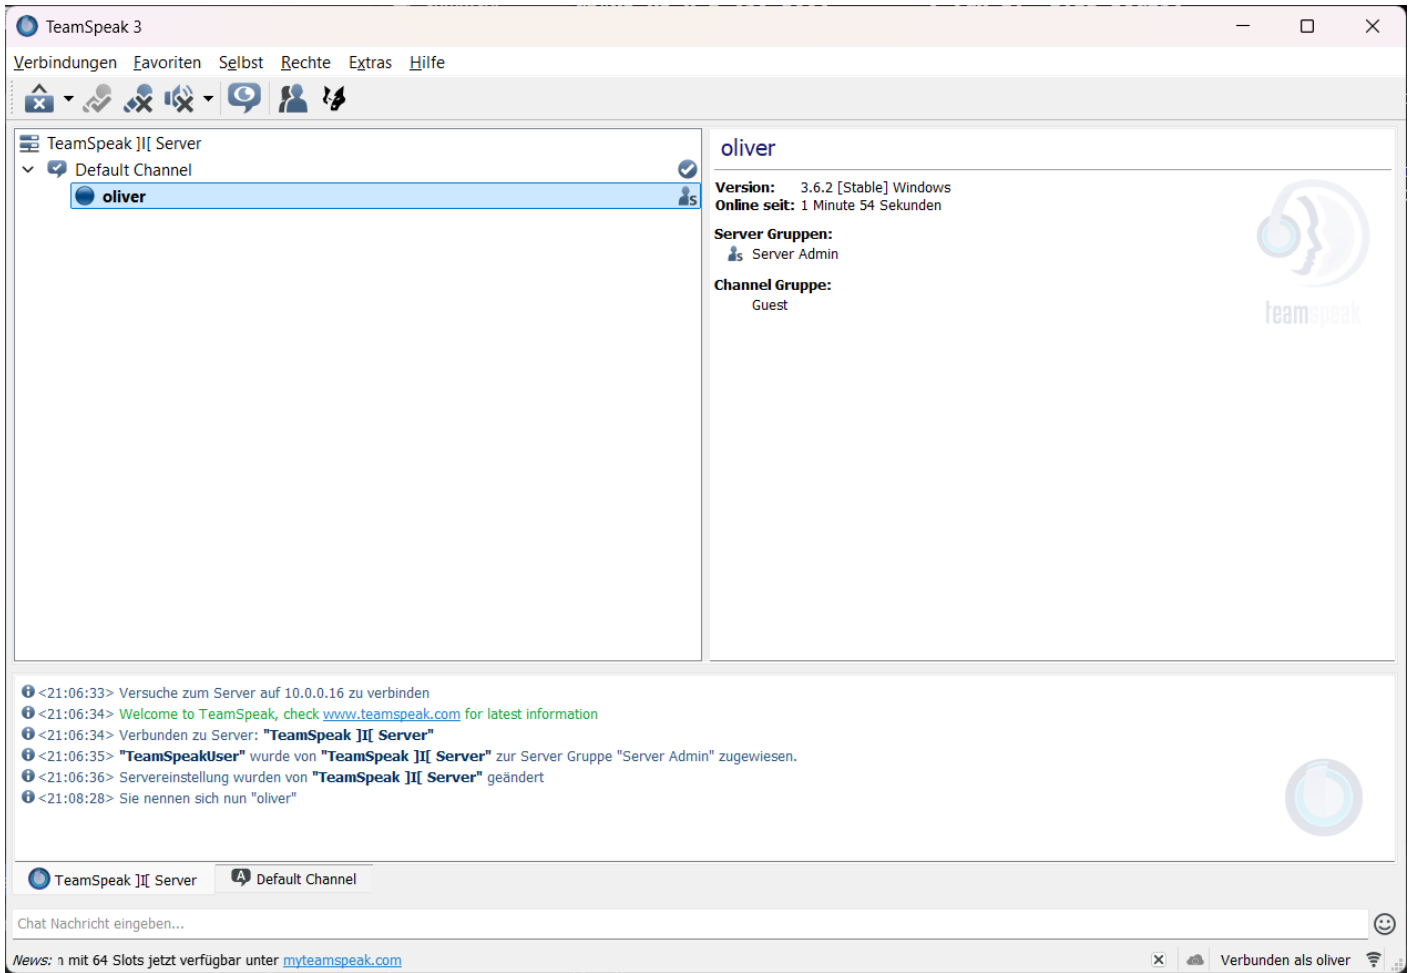 TeamSpeak 3
Verbindungen Favoriten Selbst Rechte Extras Hilfe
TeamSpeak ]I[ Server
Default Channel
oliver
oliver
Version: 3.6.2 [Stable] Windows
Online seit: 1 Minute 54 Sekunden
Server Gruppen:
Server Admin
Channel Gruppe:
Guest
teamspeak
<21:06:33> Versuche zum Server auf 10.0.0.16 zu verbinden
<21:06:34> Welcome to TeamSpeak, check www.teamspeak.com for latest information
<21:06:34> Verbunden zu Server: "TeamSpeak ]I[ Server"
<21:06:35> "TeamSpeakUser" wurde von "TeamSpeak ]I[ Server" zur Server Gruppe "Server Admin" zugewiesen.
<21:06:36> Servereinstellung wurden von "TeamSpeak ]I[ Server" geändert
<21:08:28> Sie nennen sich nun "oliver"
TeamSpeak ]I[ Server
Default Channel
Chat Nachricht eingeben...
News: n mit 64 Slots jetzt verfügbar unter myteamspeak.com
Verbunden als oliver